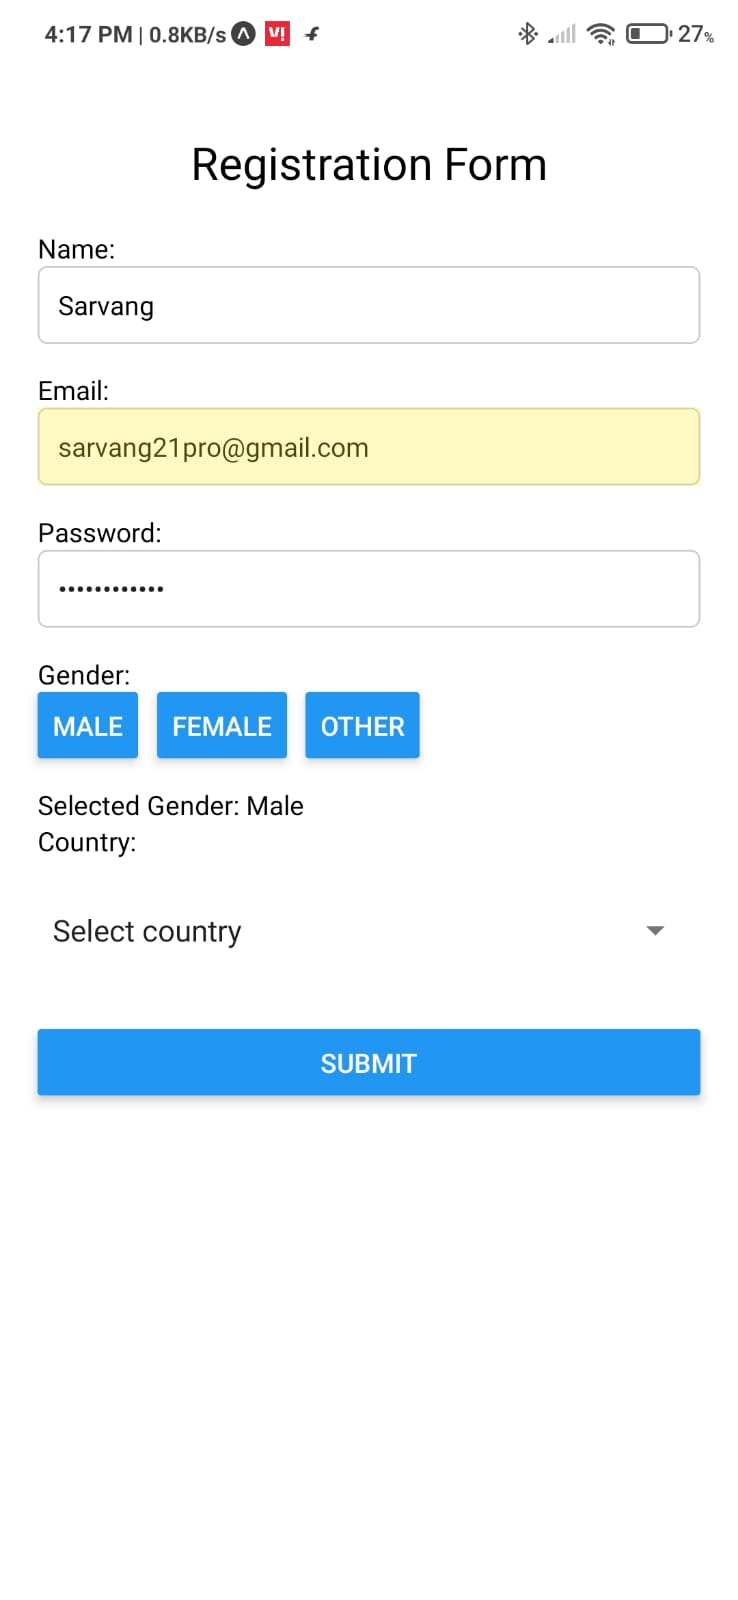 4:17 PM | 0.8KB/s V! 27%
Registration Form
Name:
Sarvang
Email:
sarvang21pro@gmail.com
Password:
••••••••••••
Gender:
MALE FEMALE OTHER
Selected Gender: Male
Country:
Select country
SUBMIT